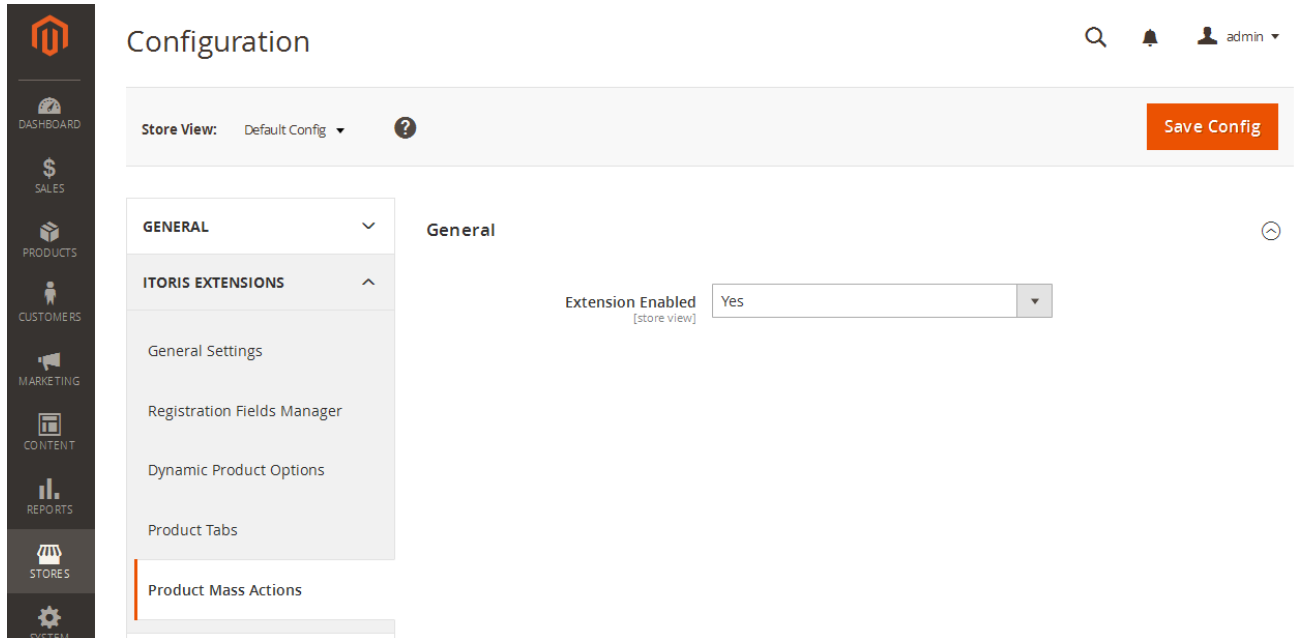 Configuration
admin
DASHBOARD
Store View: Default Config ?
Save Config
$
SALES
GENERAL
General
PRODUCTS
ITORIS EXTENSIONS
Extension Enabled Yes
[store view]
CUSTOMERS
General Settings
MARKETING
Registration Fields Manager
CONTENT
Dynamic Product Options
REPORTS
Product Tabs
STORES
Product Mass Actions
SYSTEM